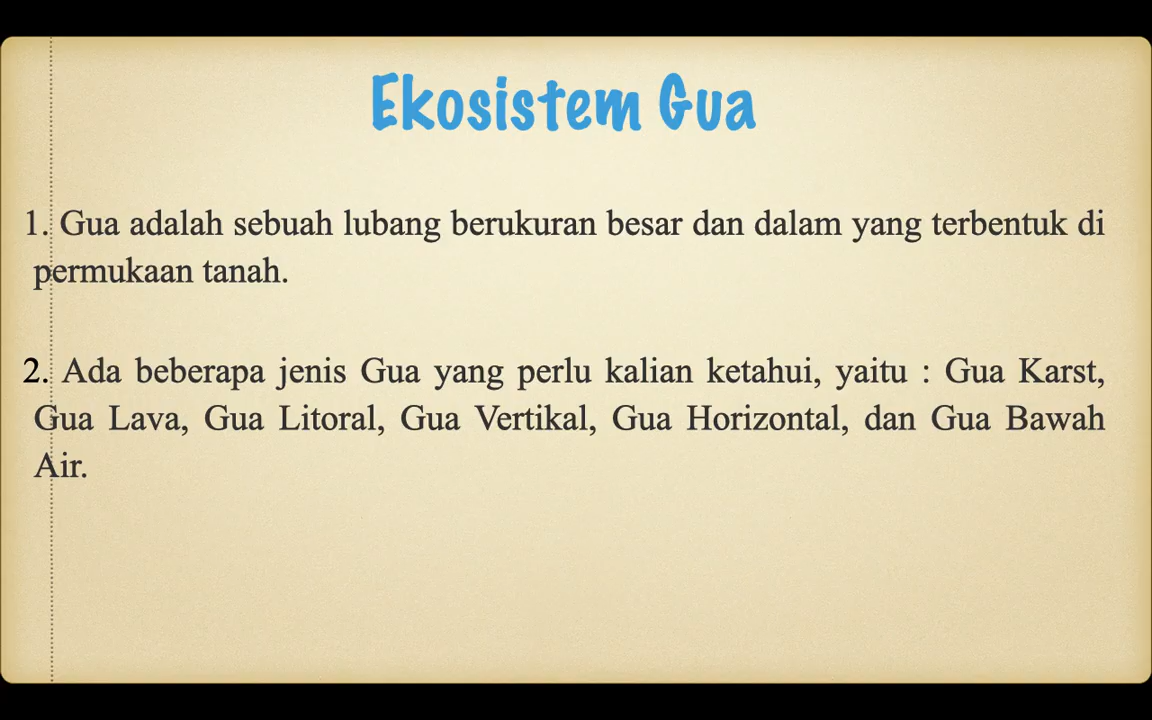 Ekosistem Gua
1. Gua adalah sebuah lubang berukuran besar dan dalam yang terbentuk di
permukaan tanah.
2. Ada beberapa jenis Gua yang perlu kalian ketahui, yaitu : Gua Karst,
Gua Lava, Gua Litoral, Gua Vertikal, Gua Horizontal, dan Gua Bawah
Air.